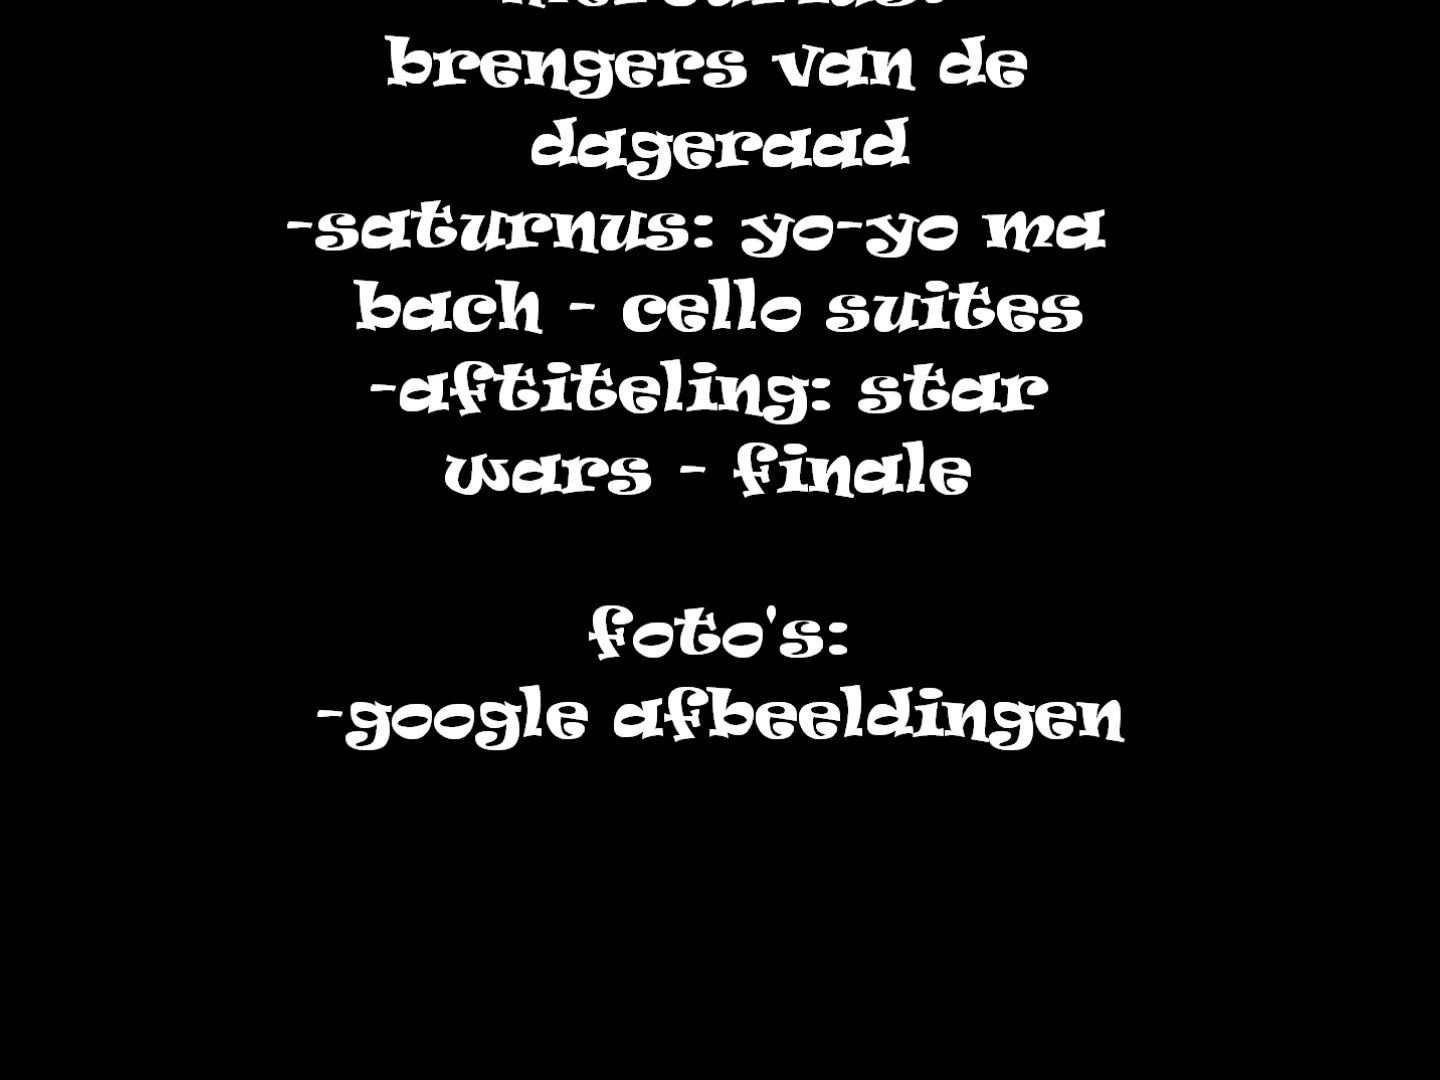 brengers van de
dageraad
-saturnus: yo-yo ma
bach - cello suites
-aftiteling: star
wars - finale
foto's:
-google afbeeldingen